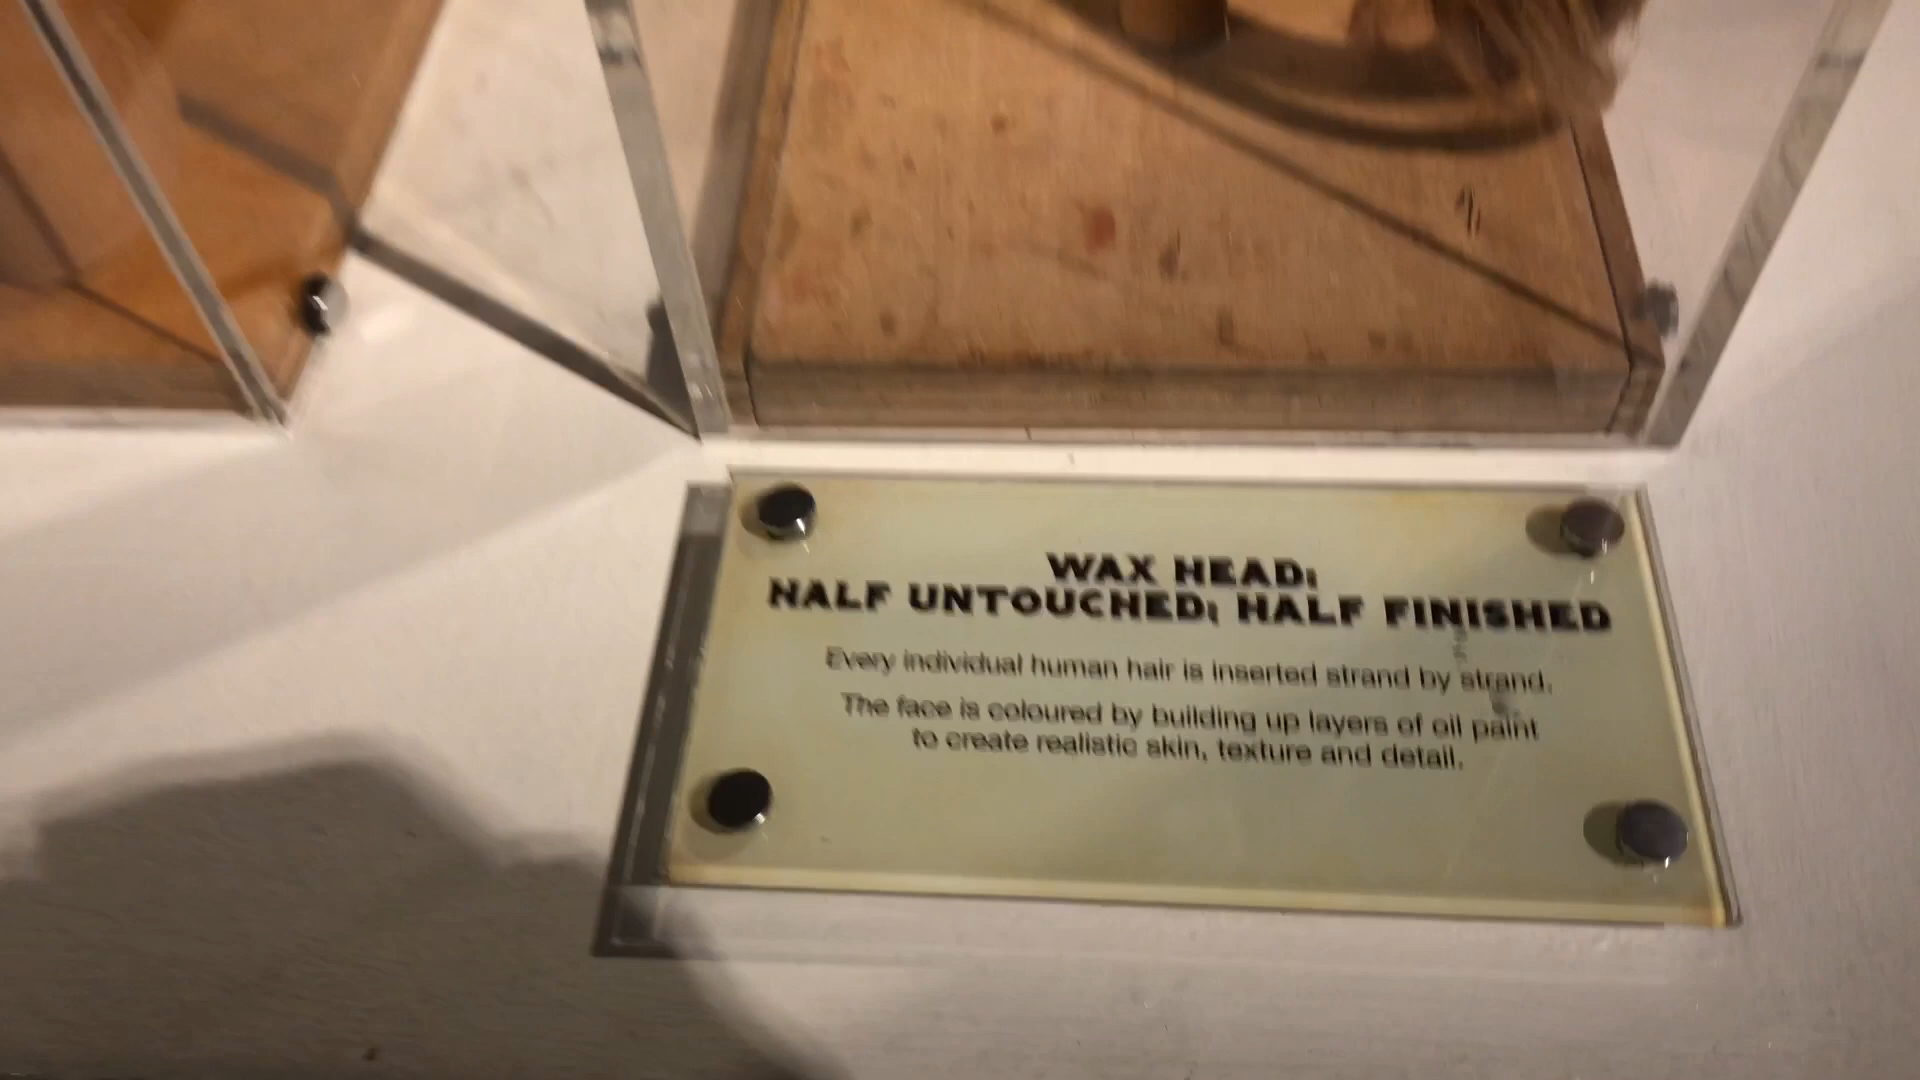 WAX HEAD:
HALF UNTOUCHED; HALF FINISHED
Every individual human hair is inserted strand by strand.
The face is coloured by building up layers of oil paint
to create realistic skin, texture and detail.